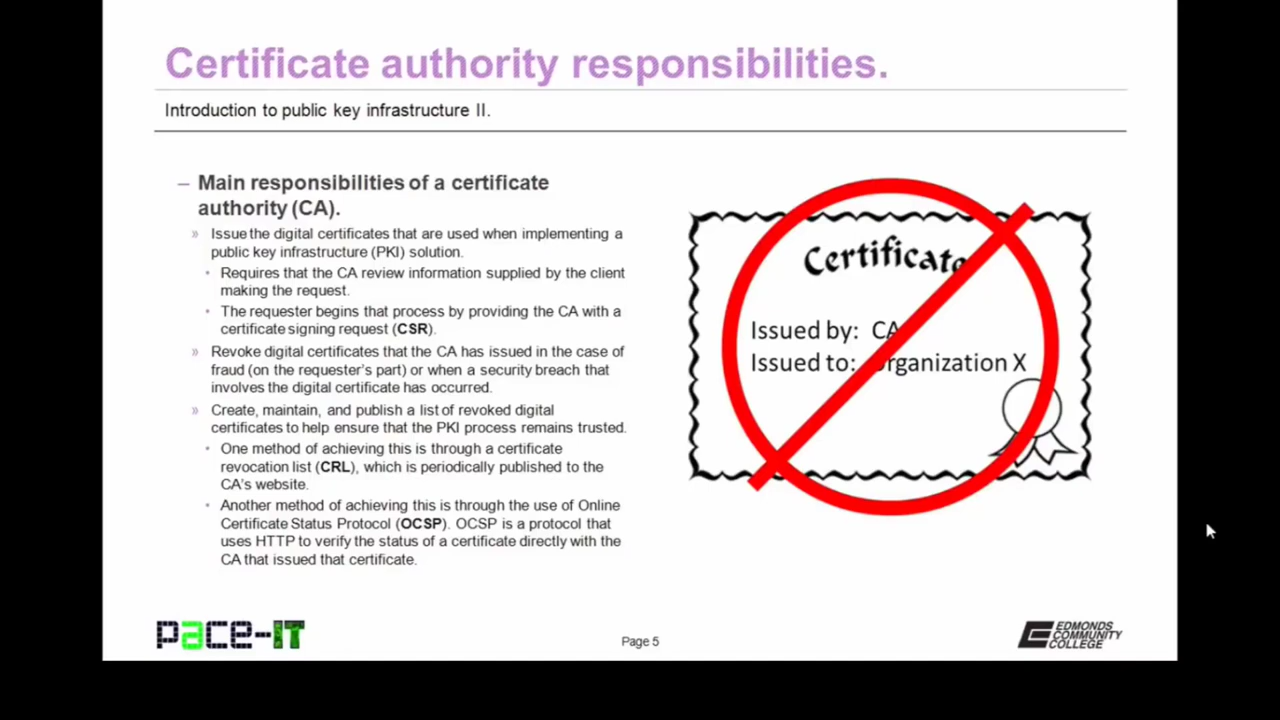 Certificate authority responsibilities.
Introduction to public key infrastructure II.
– Main responsibilities of a certificate
authority (CA).
» Issue the digital certificates that are used when implementing a
public key infrastructure (PKI) solution.
• Requires that the CA review information supplied by the client
making the request.
• The requester begins that process by providing the CA with a
certificate signing request (CSR).
» Revoke digital certificates that the CA has issued in the case of
fraud (on the requester's part) or when a security breach that
involves the digital certificate has occurred.
» Create, maintain, and publish a list of revoked digital
certificates to help ensure that the PKI process remains trusted.
• One method of achieving this is through a certificate
revocation list (CRL), which is periodically published to the
CA's website.
• Another method of achieving this is through the use of Online
Certificate Status Protocol (OCSP). OCSP is a protocol that
uses HTTP to verify the status of a certificate directly with the
CA that issued that certificate.
Certificate
Issued by: CA
Issued to: Organization X
pace-IT
Page 5
EDMONDS
COMMUNITY
COLLEGE